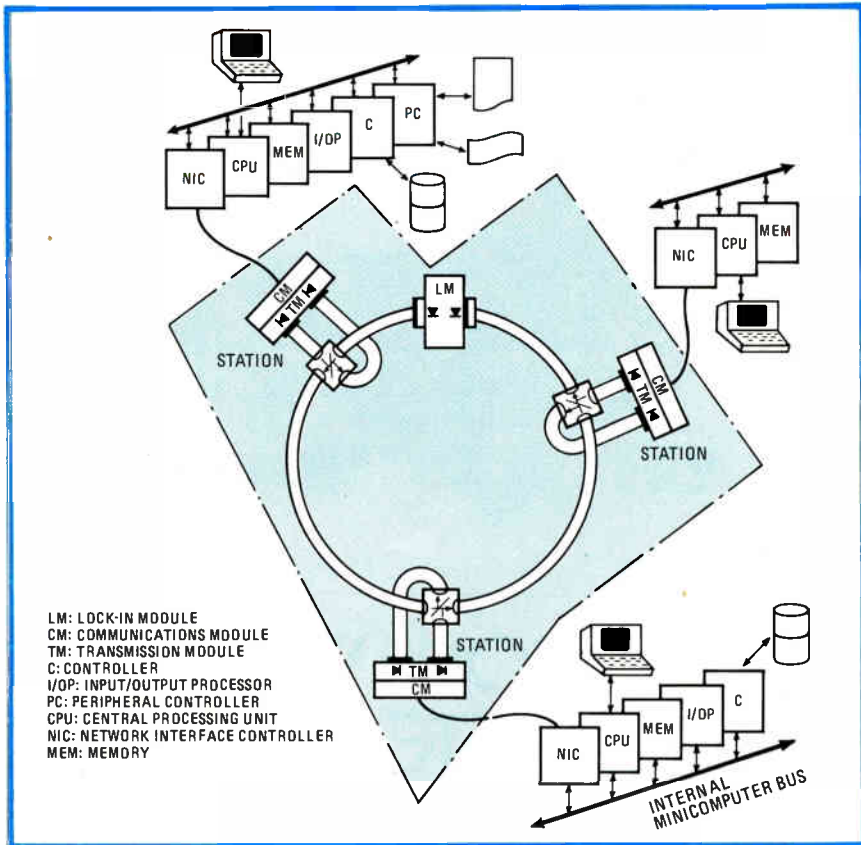 NIC
CPU
MEM
I/OP
C
PC
NIC
CPU
MEM
CM
TM
STATION
LM
CM
TM
STATION
STATION
TM
CM
LM: LOCK-IN MODULE
CM: COMMUNICATIONS MODULE
TM: TRANSMISSION MODULE
C: CONTROLLER
I/OP: INPUT/OUTPUT PROCESSOR
PC: PERIPHERAL CONTROLLER
CPU: CENTRAL PROCESSING UNIT
NIC: NETWORK INTERFACE CONTROLLER
MEM: MEMORY
NIC
CPU
MEM
I/OP
C
INTERNAL
MINICOMPUTER BUS